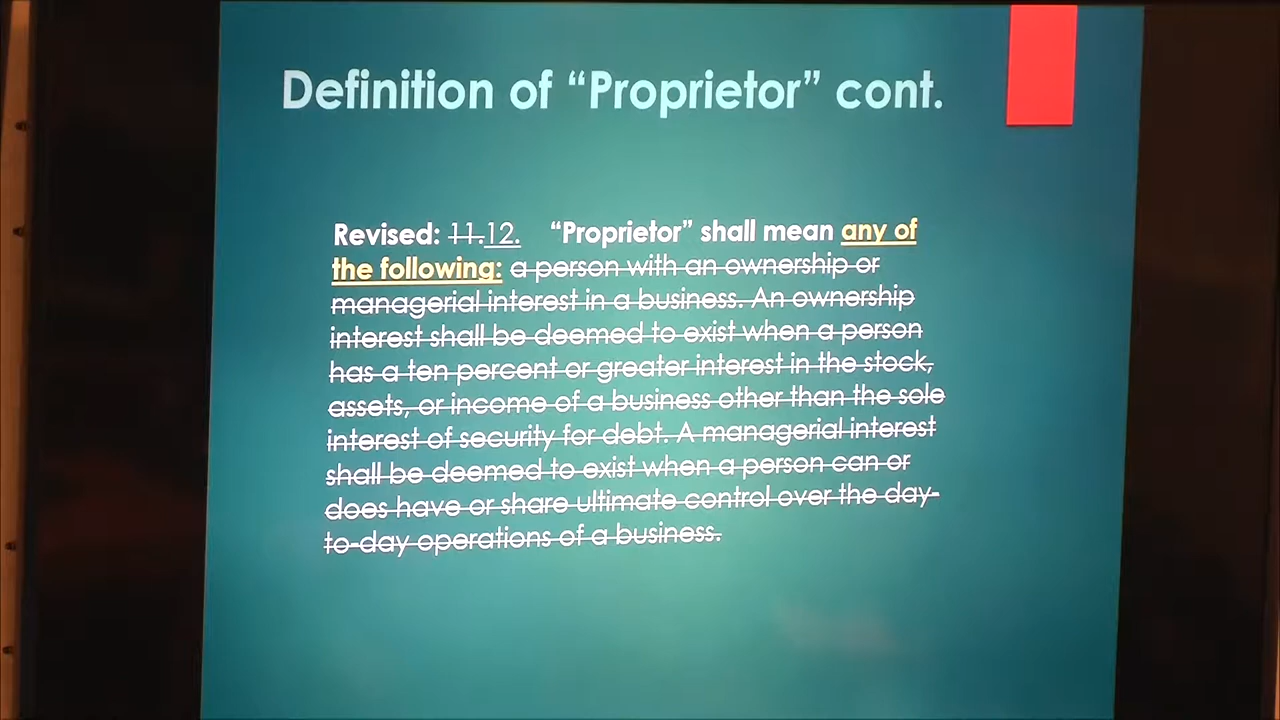 Definition of “Proprietor” cont.
Revised: 11.12. “Proprietor” shall mean any of
the following: a person with an ownership or
managerial interest in a business. An ownership
interest shall be deemed to exist when a person
has a ten percent or greater interest in the stock,
assets, or income of a business other than the sole
interest of security for debt. A managerial interest
shall be deemed to exist when a person can or
does have or share ultimate control over the day-
to-day operations of a business.